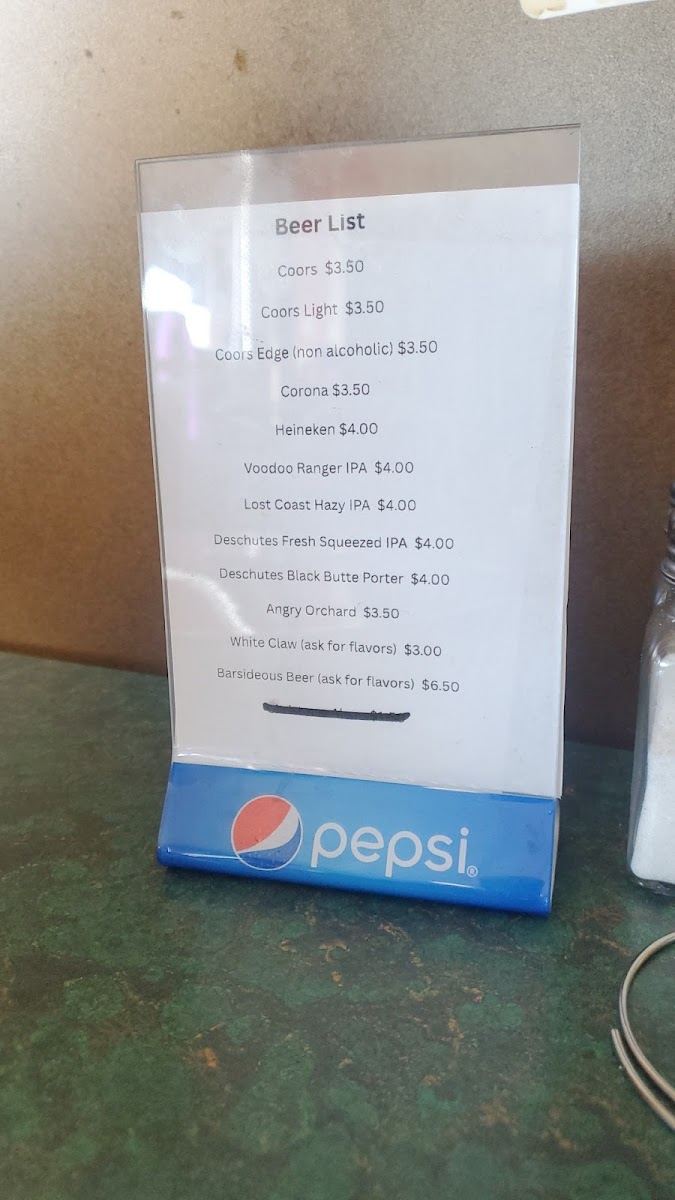 Beer List
Coors $3.50
Coors Light $3.50
Coors Edge (non alcoholic) $3.50
Corona $3.50
Heineken $4.00
Voodoo Ranger IPA $4.00
Lost Coast Hazy IPA $4.00
Deschutes Fresh Squeezed IPA $4.00
Deschutes Black Butte Porter $4.00
Angry Orchard $3.50
White Claw (ask for flavors) $3.00
Barsideous Beer (ask for flavors) $6.50
pepsi®